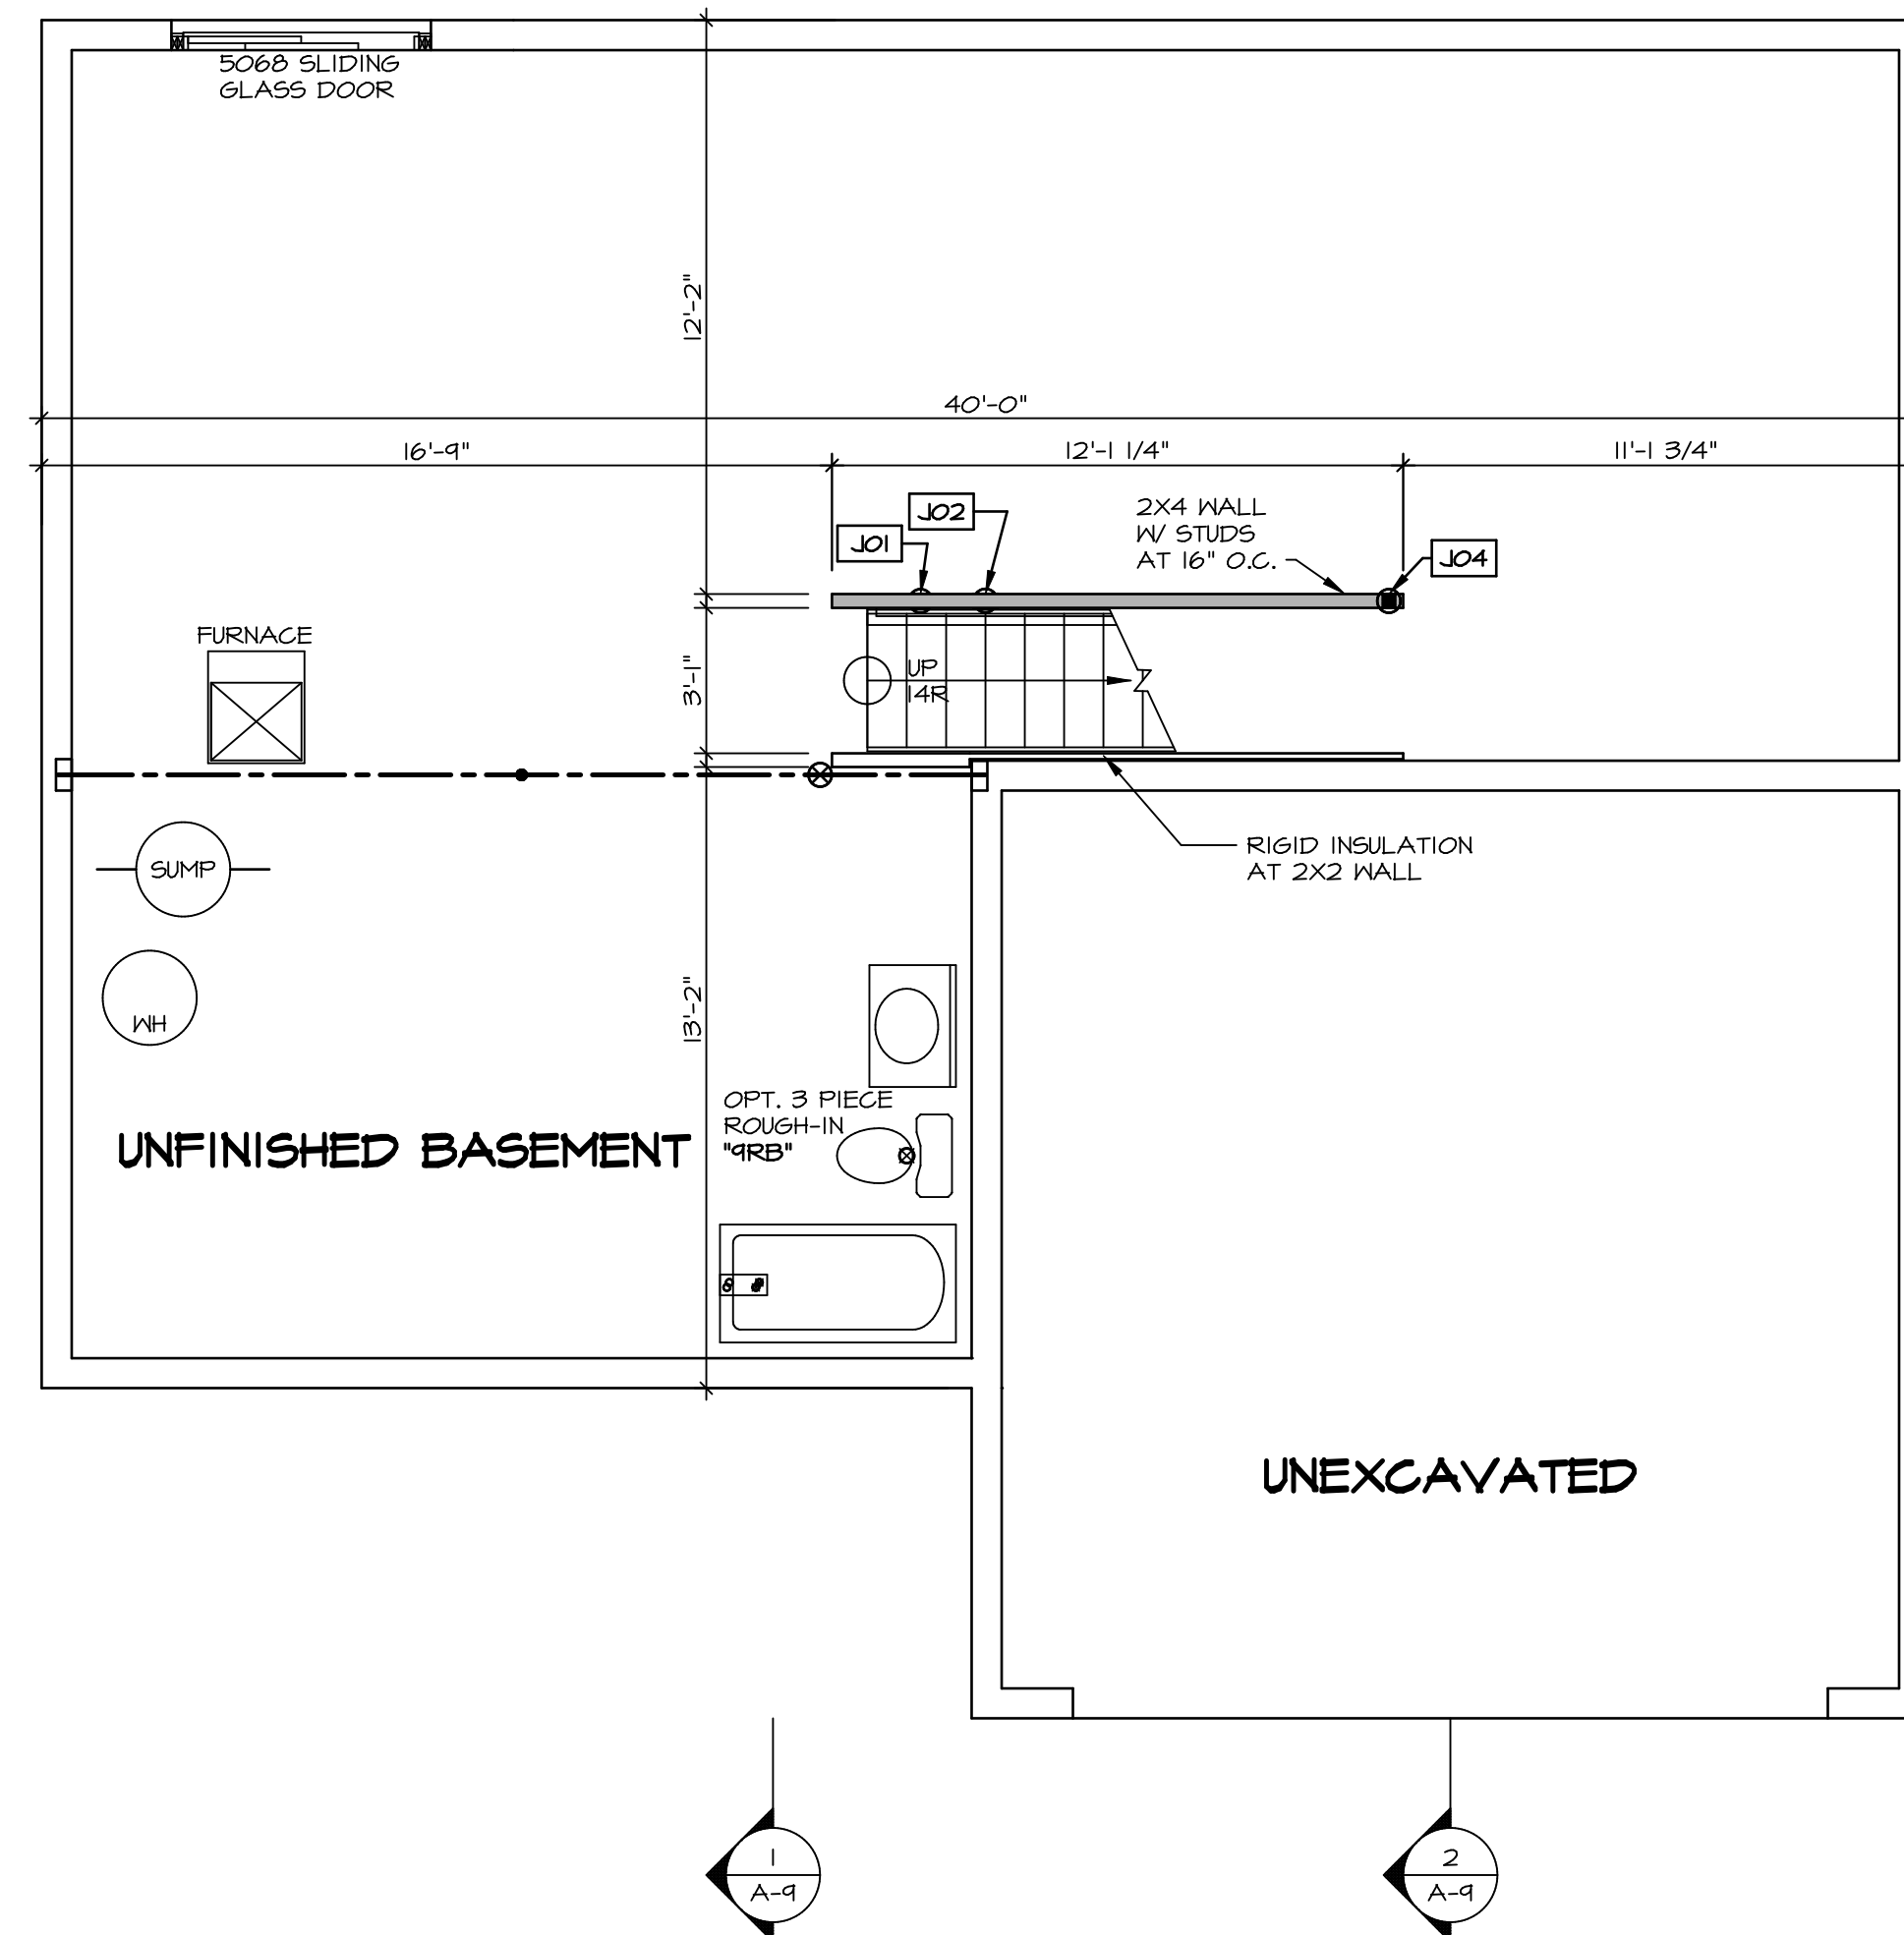 5068 SLIDING
GLASS DOOR
12'-2"
40'-0"
16'-9"
12'-1 1/4"
11'-1 3/4"
J02
J01
2X4 WALL
W/ STUDS
AT 16" O.C.
J04
FURNACE
3'-1"
UP
14R
RIGID INSULATION
AT 2X2 WALL
SUMP
WH
13'-2"
OPT. 3 PIECE
ROUGH-IN
"9RB"
UNFINISHED BASEMENT
UNEXCAVATED
1
A-9
2
A-9